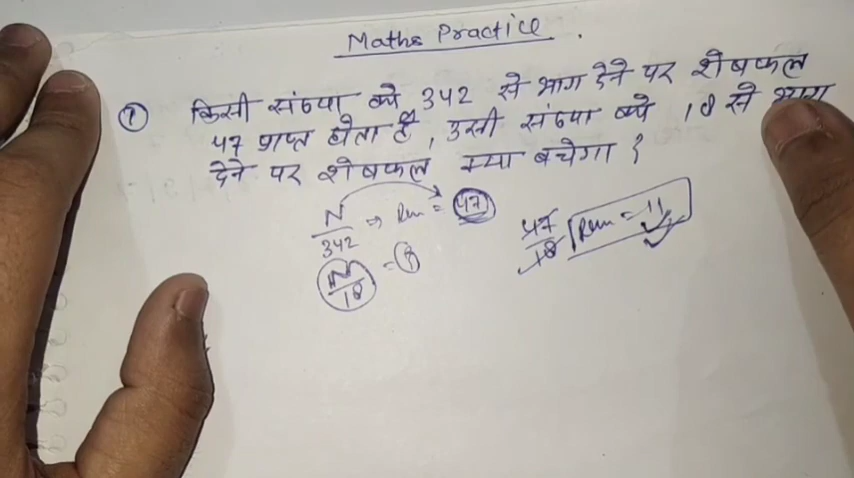 Maths Practice.
① किसी संख्या को 342 से भाग देने पर शेषफल
47 प्राप्त होता है, उसी संख्या को 18 से भाग
देने पर शेषफल क्या बचेगा ?
N/342 ⇒ Rem = 47
N/18 = ?
47/18 Rem = 11